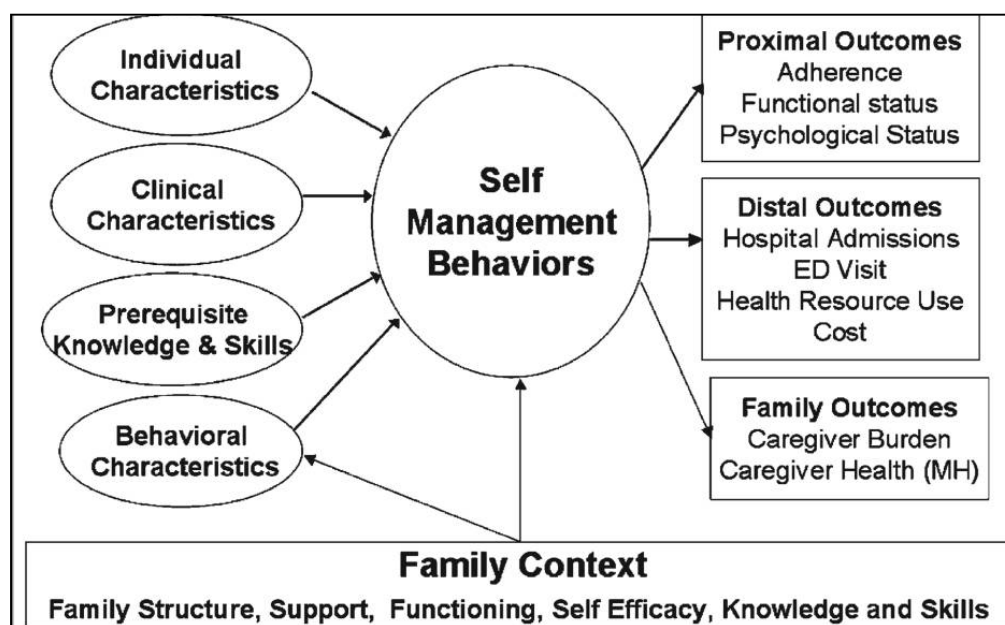 Individual
Characteristics
Clinical
Characteristics
Prerequisite
Knowledge & Skills
Behavioral
Characteristics
Self
Management
Behaviors
Proximal Outcomes
Adherence
Functional status
Psychological Status
Distal Outcomes
Hospital Admissions
ED Visit
Health Resource Use
Cost
Family Outcomes
Caregiver Burden
Caregiver Health (MH)
Family Context
Family Structure, Support, Functioning, Self Efficacy, Knowledge and Skills